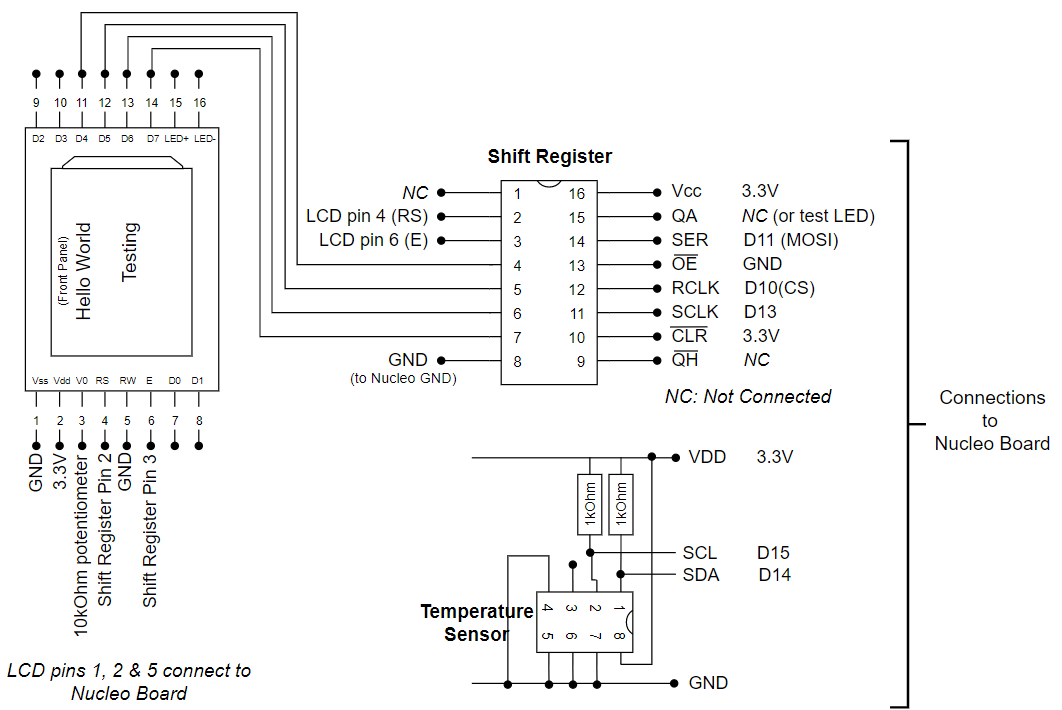 9 10 11 12 13 14 15 16
D2 D3 D4 D5 D6 D7 LED+ LED-
(Front Panel)
Hello World
Testing
Vss Vdd V0 RS RW E D0 D1
1 2 3 4 5 6 7 8
GND
3.3V
10kOhm potentiometer
Shift Register Pin 2
GND
Shift Register Pin 3
LCD pins 1, 2 & 5 connect to
Nucleo Board
Shift Register
NC 1 16 Vcc 3.3V
LCD pin 4 (RS) 2 15 QA NC (or test LED)
LCD pin 6 (E) 3 14 SER D11 (MOSI)
4 13 OE GND
5 12 RCLK D10(CS)
6 11 SCLK D13
7 10 CLR 3.3V
GND 8 9 QH NC
(to Nucleo GND)
NC: Not Connected
VDD 3.3V
1kOhm 1kOhm
SCL D15
SDA D14
Temperature
Sensor
4 3 2 1
5 6 7 8
GND
Connections
to
Nucleo Board